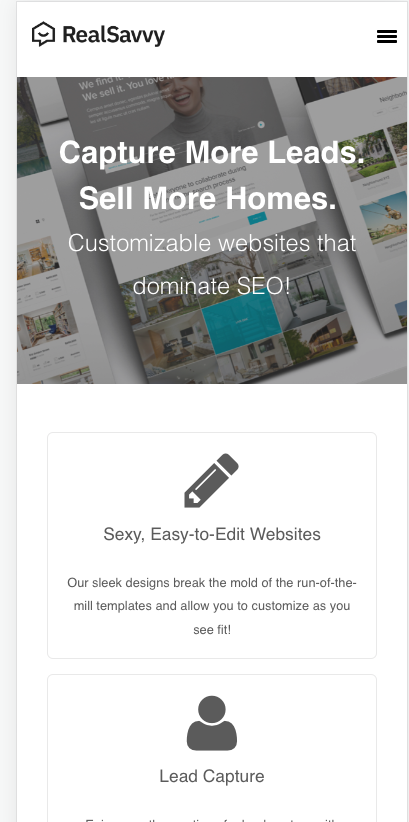 RealSavvy
We find it.
We sell it. You love it.
Capture More Leads.
Sell More Homes.
Customizable websites that
dominate SEO!
Sexy, Easy-to-Edit Websites
Our sleek designs break the mold of the run-of-the-
mill templates and allow you to customize as you
see fit!
Lead Capture